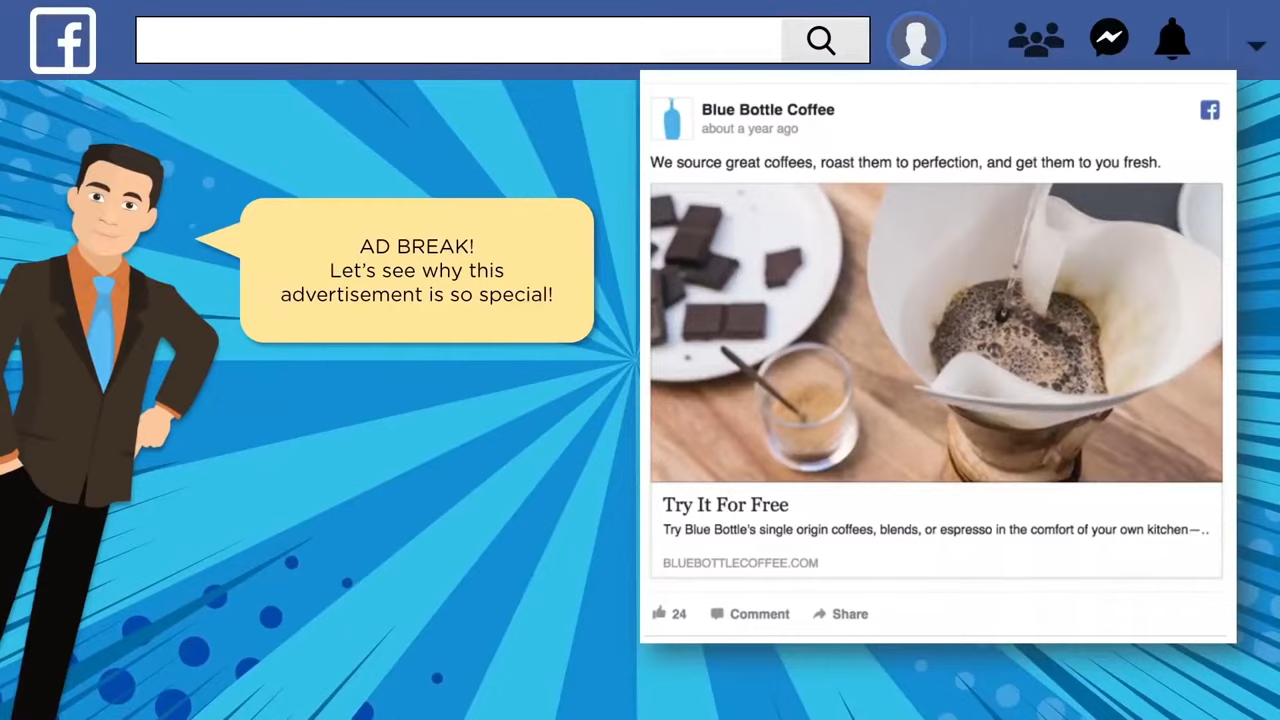 AD BREAK!
Let's see why this
advertisement is so special!
Blue Bottle Coffee
about a year ago
We source great coffees, roast them to perfection, and get them to you fresh.
Try It For Free
Try Blue Bottle's single origin coffees, blends, or espresso in the comfort of your own kitchen—..
BLUEBOTTLECOFFEE.COM
24 Comment Share